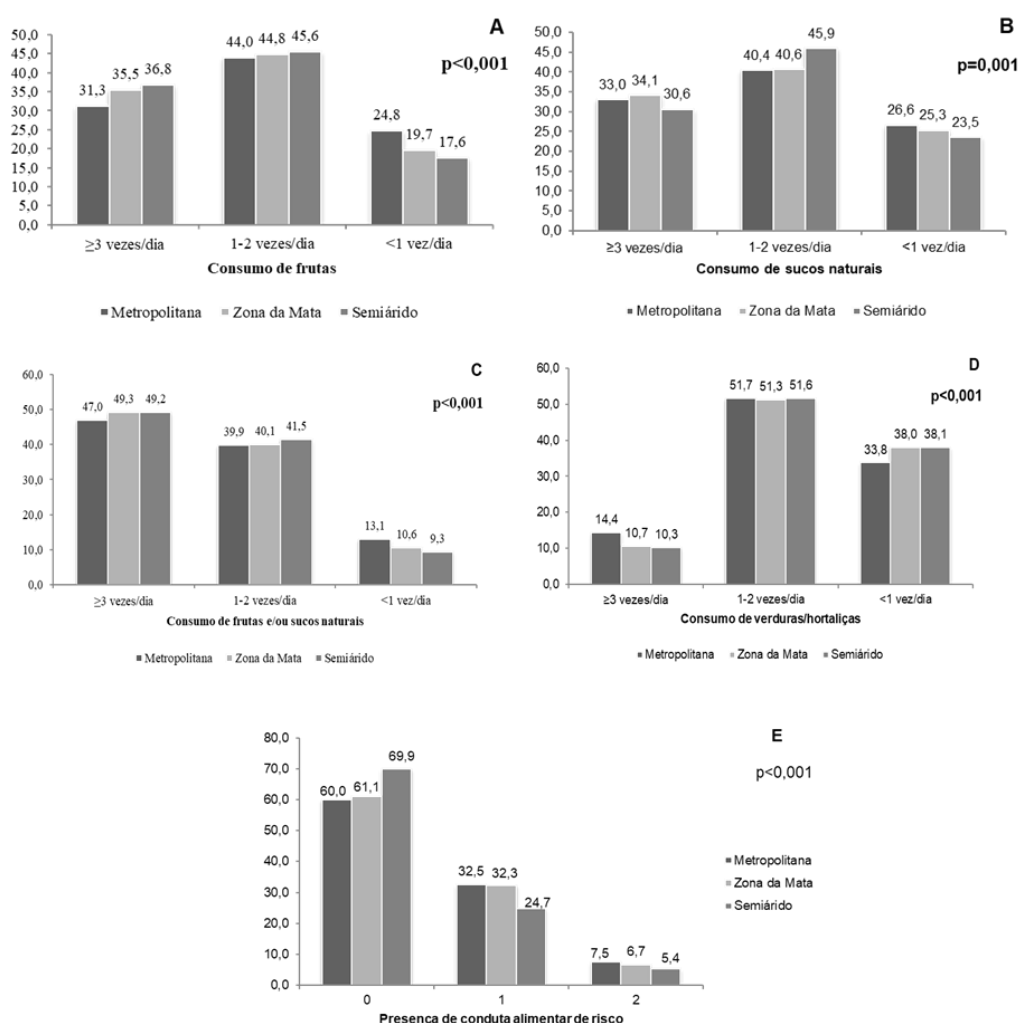 A
p<0,001
50,0
45,0
40,0
35,0
30,0
25,0
20,0
15,0
10,0
5,0
0,0
31,3 35,5 36,8
44,0 44,8 45,6
24,8 19,7 17,6
≥3 vezes/dia 1-2 vezes/dia <1 vez/dia
Consumo de frutas
Metropolitana Zona da Mata Semiárido
B
p=0,001
50,0
45,0
40,0
35,0
30,0
25,0
20,0
15,0
10,0
5,0
0,0
33,0 34,1 30,6
40,4 40,6 45,9
26,6 25,3 23,5
≥3 vezes/dia 1-2 vezes/dia <1 vez/dia
Consumo de sucos naturais
Metropolitana Zona da Mata Semiárido
C
p<0,001
60,0
50,0
40,0
30,0
20,0
10,0
0,0
47,0 49,3 49,2
39,9 40,1 41,5
13,1 10,6 9,3
≥3 vezes/dia 1-2 vezes/dia <1 vez/dia
Consumo de frutas e/ou sucos naturais
Metropolitana Zona da Mata Semiárido
D
p<0,001
60,0
50,0
40,0
30,0
20,0
10,0
0,0
14,4 10,7 10,3
51,7 51,3 51,6
33,8 38,0 38,1
≥3 vezes/dia 1-2 vezes/dia <1 vez/dia
Consumo de verduras/hortaliças
Metropolitana Zona da Mata Semiárido
E
p<0,001
80,0
70,0
60,0
50,0
40,0
30,0
20,0
10,0
0,0
60,0 61,1 69,9
32,5 32,3 24,7
7,5 6,7 5,4
0 1 2
Presença de conduta alimentar de risco
Metropolitana
Zona da Mata
Semiárido